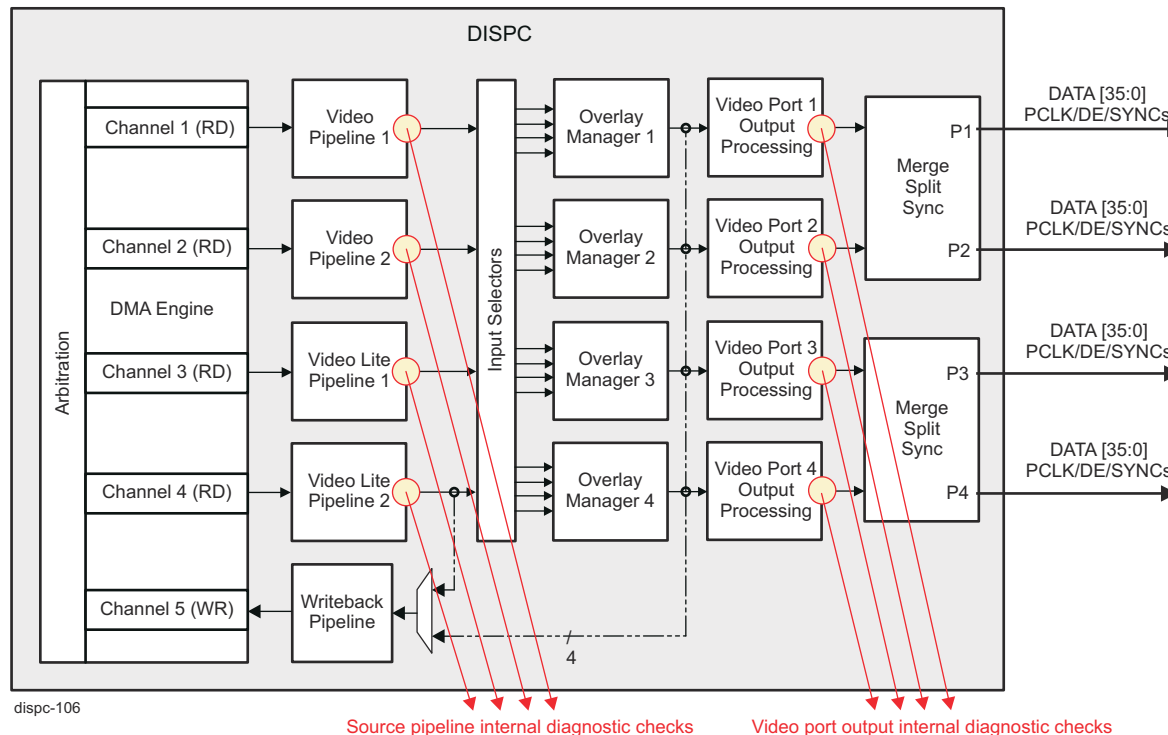 DISPC
Arbitration
Channel 1 (RD)
Channel 2 (RD)
DMA Engine
Channel 3 (RD)
Channel 4 (RD)
Channel 5 (WR)
Video
Pipeline 1
Video
Pipeline 2
Video Lite
Pipeline 1
Video Lite
Pipeline 2
Writeback
Pipeline
Input Selectors
Overlay
Manager 1
Overlay
Manager 2
Overlay
Manager 3
Overlay
Manager 4
4
Video Port 1
Output
Processing
Video Port 2
Output
Processing
Video Port 3
Output
Processing
Video Port 4
Output
Processing
P1
Merge
Split
Sync
P2
P3
Merge
Split
Sync
P4
DATA [35:0]
PCLK/DE/SYNCs
DATA [35:0]
PCLK/DE/SYNCs
DATA [35:0]
PCLK/DE/SYNCs
DATA [35:0]
PCLK/DE/SYNCs
dispc-106
Source pipeline internal diagnostic checks
Video port output internal diagnostic checks